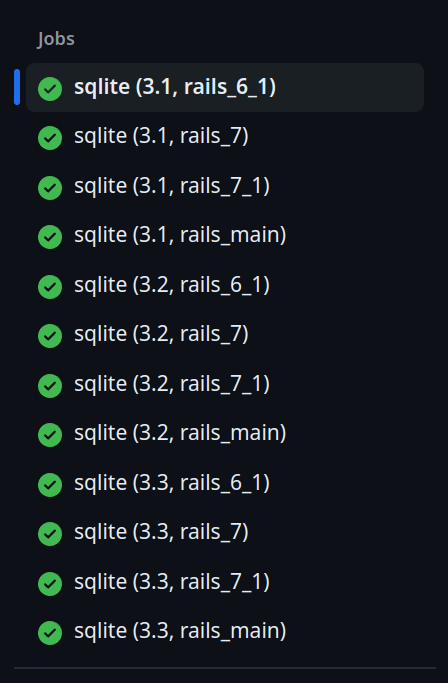 Jobs
sqlite (3.1, rails_6_1)
sqlite (3.1, rails_7)
sqlite (3.1, rails_7_1)
sqlite (3.1, rails_main)
sqlite (3.2, rails_6_1)
sqlite (3.2, rails_7)
sqlite (3.2, rails_7_1)
sqlite (3.2, rails_main)
sqlite (3.3, rails_6_1)
sqlite (3.3, rails_7)
sqlite (3.3, rails_7_1)
sqlite (3.3, rails_main)